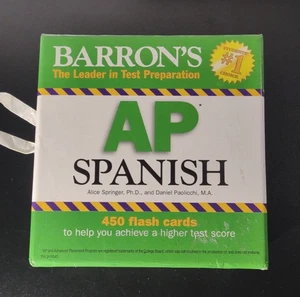 BARRON'S
The Leader in Test Preparation
#1
AP*
SPANISH
Alice Springer, Ph.D., and Daniel Paolicchi, M.A.
450 flash cards
to help you achieve a higher test score